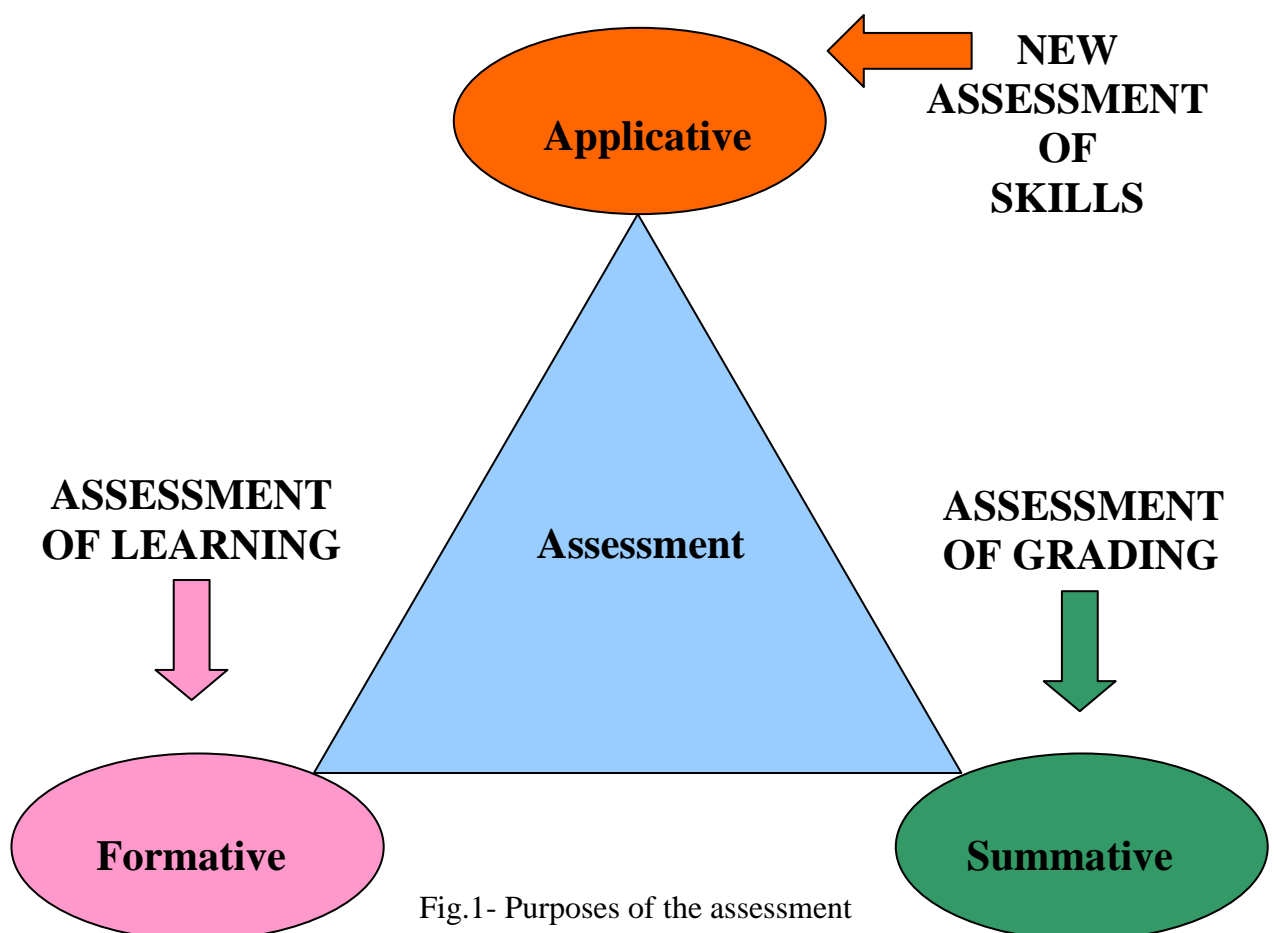 NEW
ASSESSMENT
OF
SKILLS
Applicative
ASSESSMENT
OF LEARNING
Assessment
ASSESSMENT
OF GRADING
Formative
Summative
Fig.1- Purposes of the assessment